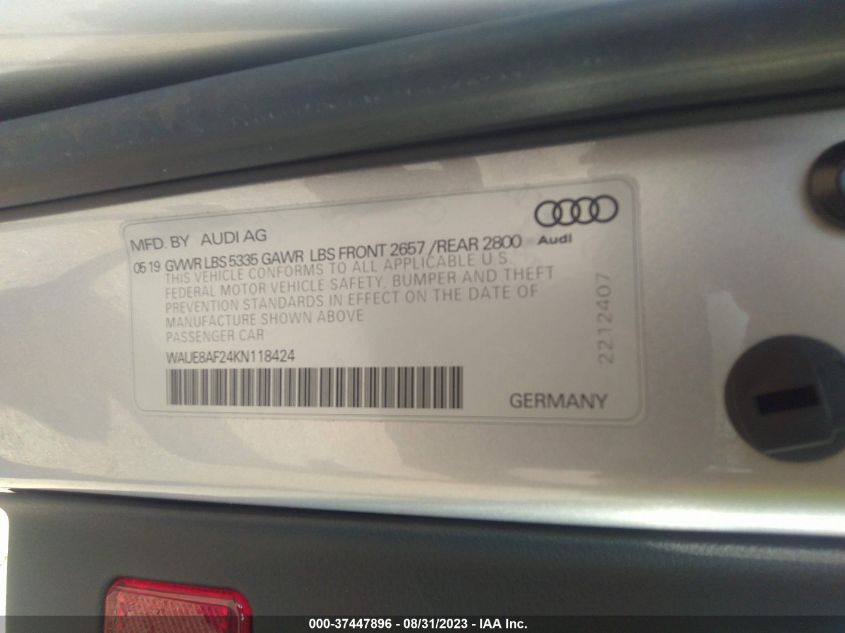 MFD. BY AUDI AG
Audi
05 19 GVWR LBS 5335 GAWR LBS FRONT 2657 /REAR 2800
THIS VEHICLE CONFORMS TO ALL APPLICABLE U S
FEDERAL MOTOR VEHICLE SAFETY, BUMPER AND THEFT
PREVENTION STANDARDS IN EFFECT ON THE DATE OF
MANUFACTURE SHOWN ABOVE
PASSENGER CAR
WAUE8AF24KN118424
2212407
GERMANY
000-37447896 - 08/31/2023 - IAA Inc.